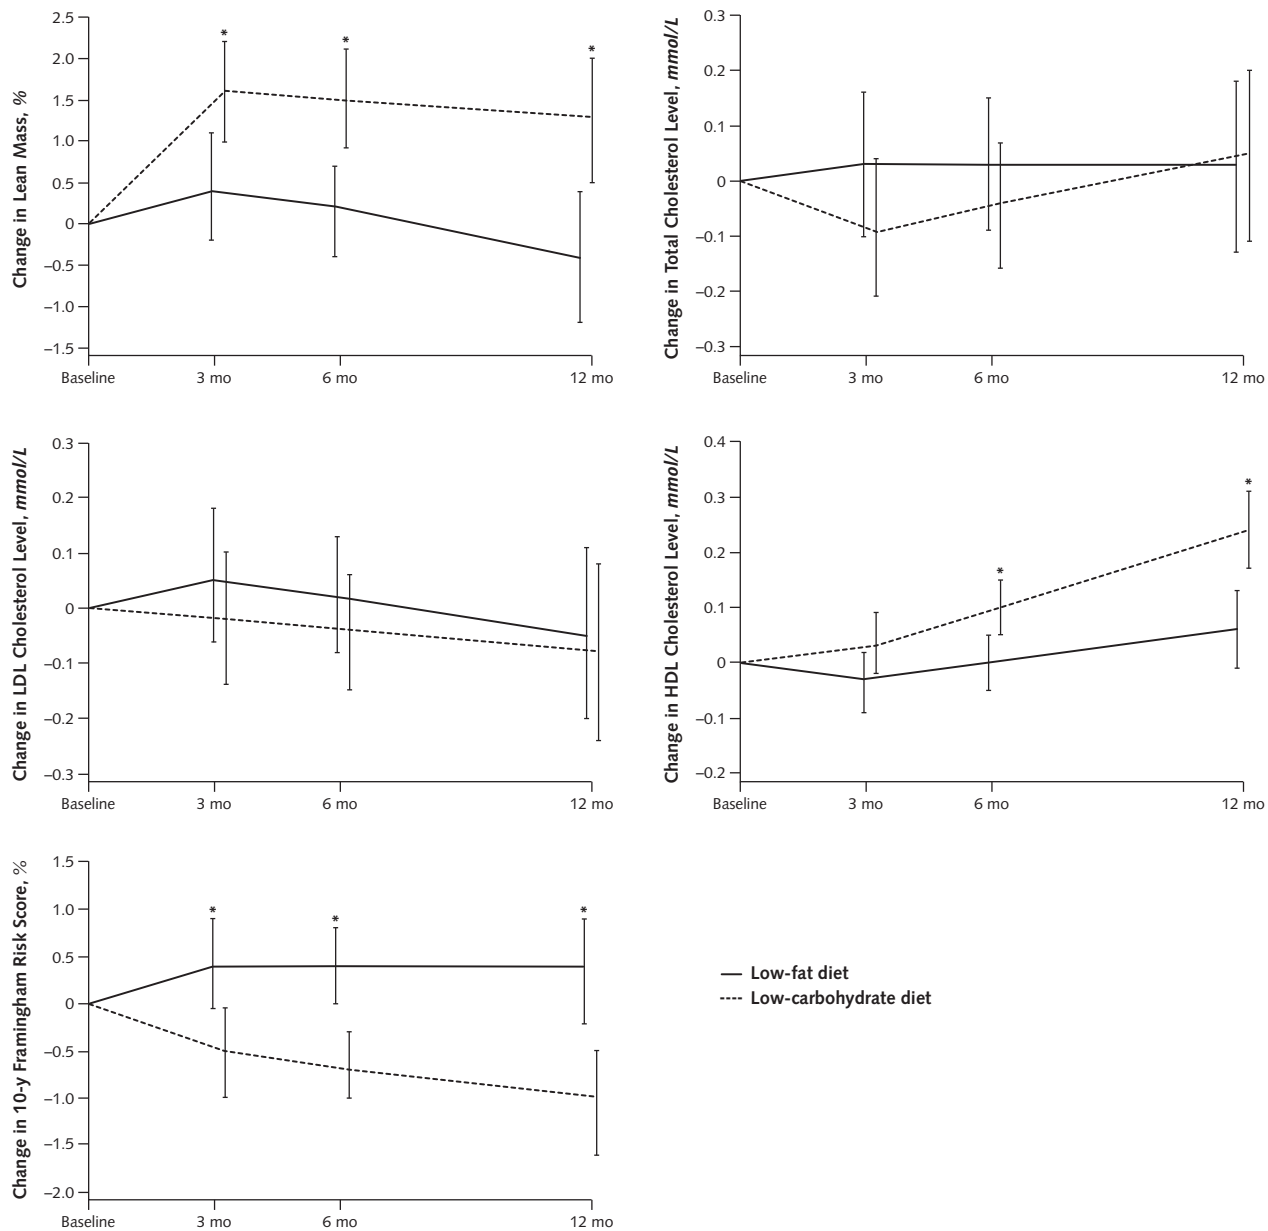 Change in Lean Mass, %
2.5
2.0
1.5
1.0
0.5
0
–0.5
–1.0
–1.5
*
*
*
Baseline
3 mo
6 mo
12 mo
Change in Total Cholesterol Level, mmol/L
0.3
0.2
0.1
0
–0.1
–0.2
–0.3
Baseline
3 mo
6 mo
12 mo
Change in LDL Cholesterol Level, mmol/L
0.3
0.2
0.1
0
–0.1
–0.2
–0.3
Baseline
3 mo
6 mo
12 mo
Change in HDL Cholesterol Level, mmol/L
0.4
0.3
0.2
0.1
0
–0.1
–0.2
*
*
Baseline
3 mo
6 mo
12 mo
Change in 10-y Framingham Risk Score, %
1.5
1.0
0.5
0
–0.5
–1.0
–1.5
–2.0
*
*
*
Baseline
3 mo
6 mo
12 mo
Low-fat diet
Low-carbohydrate diet